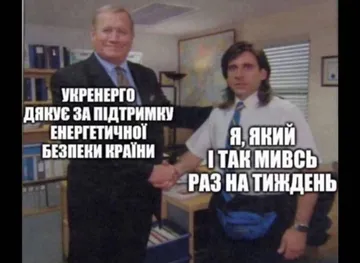 УКРЕНЕРГО
ДЯКУЄ ЗА ПІДТРИМКУ
ЕНЕРГЕТИЧНОЇ
БЕЗПЕКИ КРАЇНИ
Я, ЯКИЙ
І ТАК МИВСЬ
РАЗ НА ТИЖДЕНЬ